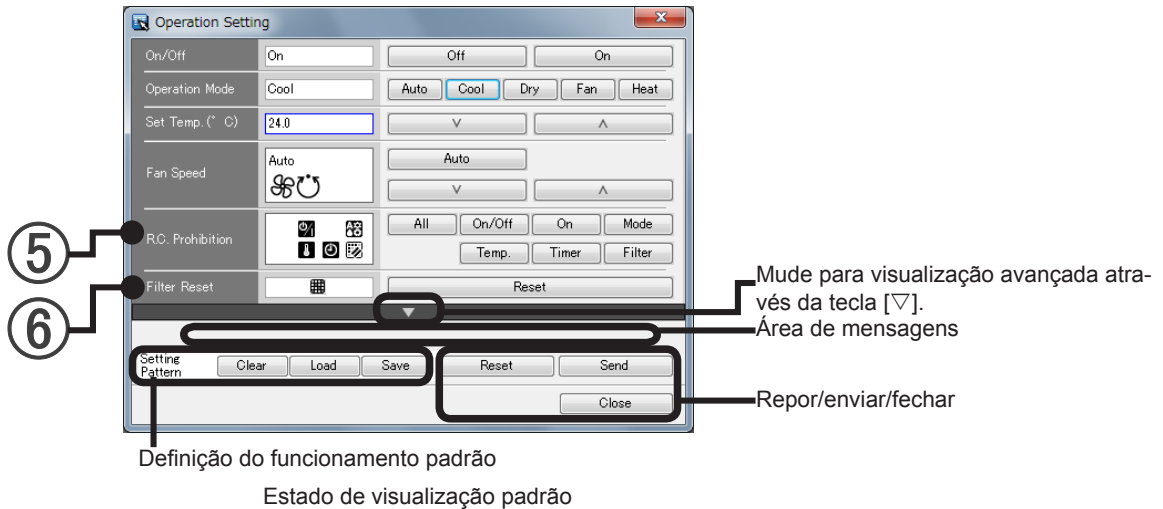 Operation Setting
On/Off On Off On
Operation Mode Cool Auto Cool Dry Fan Heat
Set Temp.(° C) 24.0 ∨ ∧
Fan Speed Auto Auto
∨ ∧
5 R.C. Prohibition All On/Off On Mode
Temp. Timer Filter
6 Filter Reset Reset
Mude para visualização avançada atra-
vés da tecla [▽].
Área de mensagens
Setting
Pattern Clear Load Save Reset Send
Close
Repor/enviar/fechar
Definição do funcionamento padrão
Estado de visualização padrão